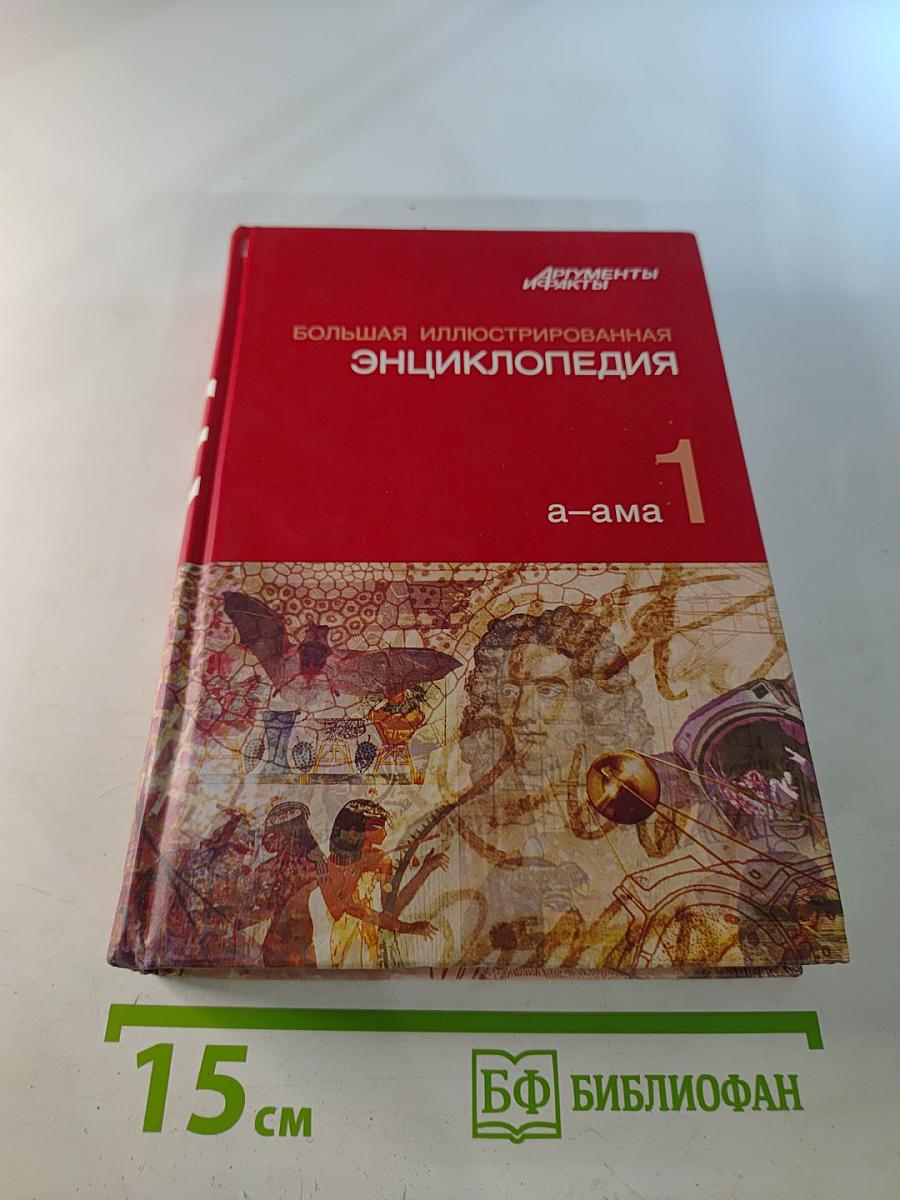 АРГУМЕНТЫ
И ФАКТЫ
БОЛЬШАЯ ИЛЛЮСТРИРОВАННАЯ
ЭНЦИКЛОПЕДИЯ
а–ама 1
15 см
БФ БИБЛИОФАН